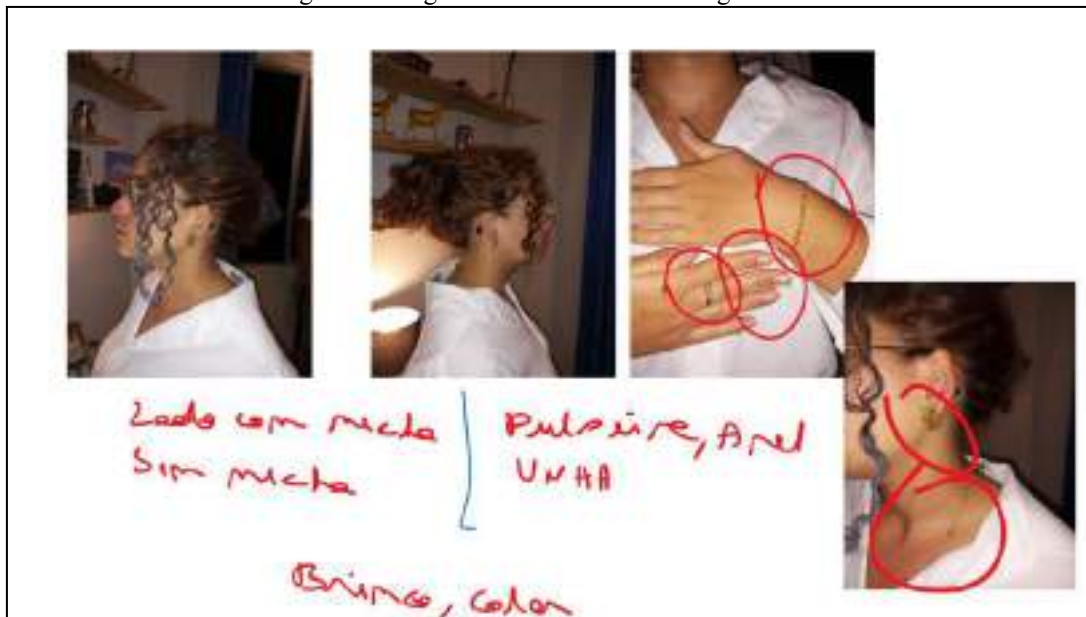 Lado com mecha
Sem mecha
Pulseira, Anel
UNHA
Brinco, Colar